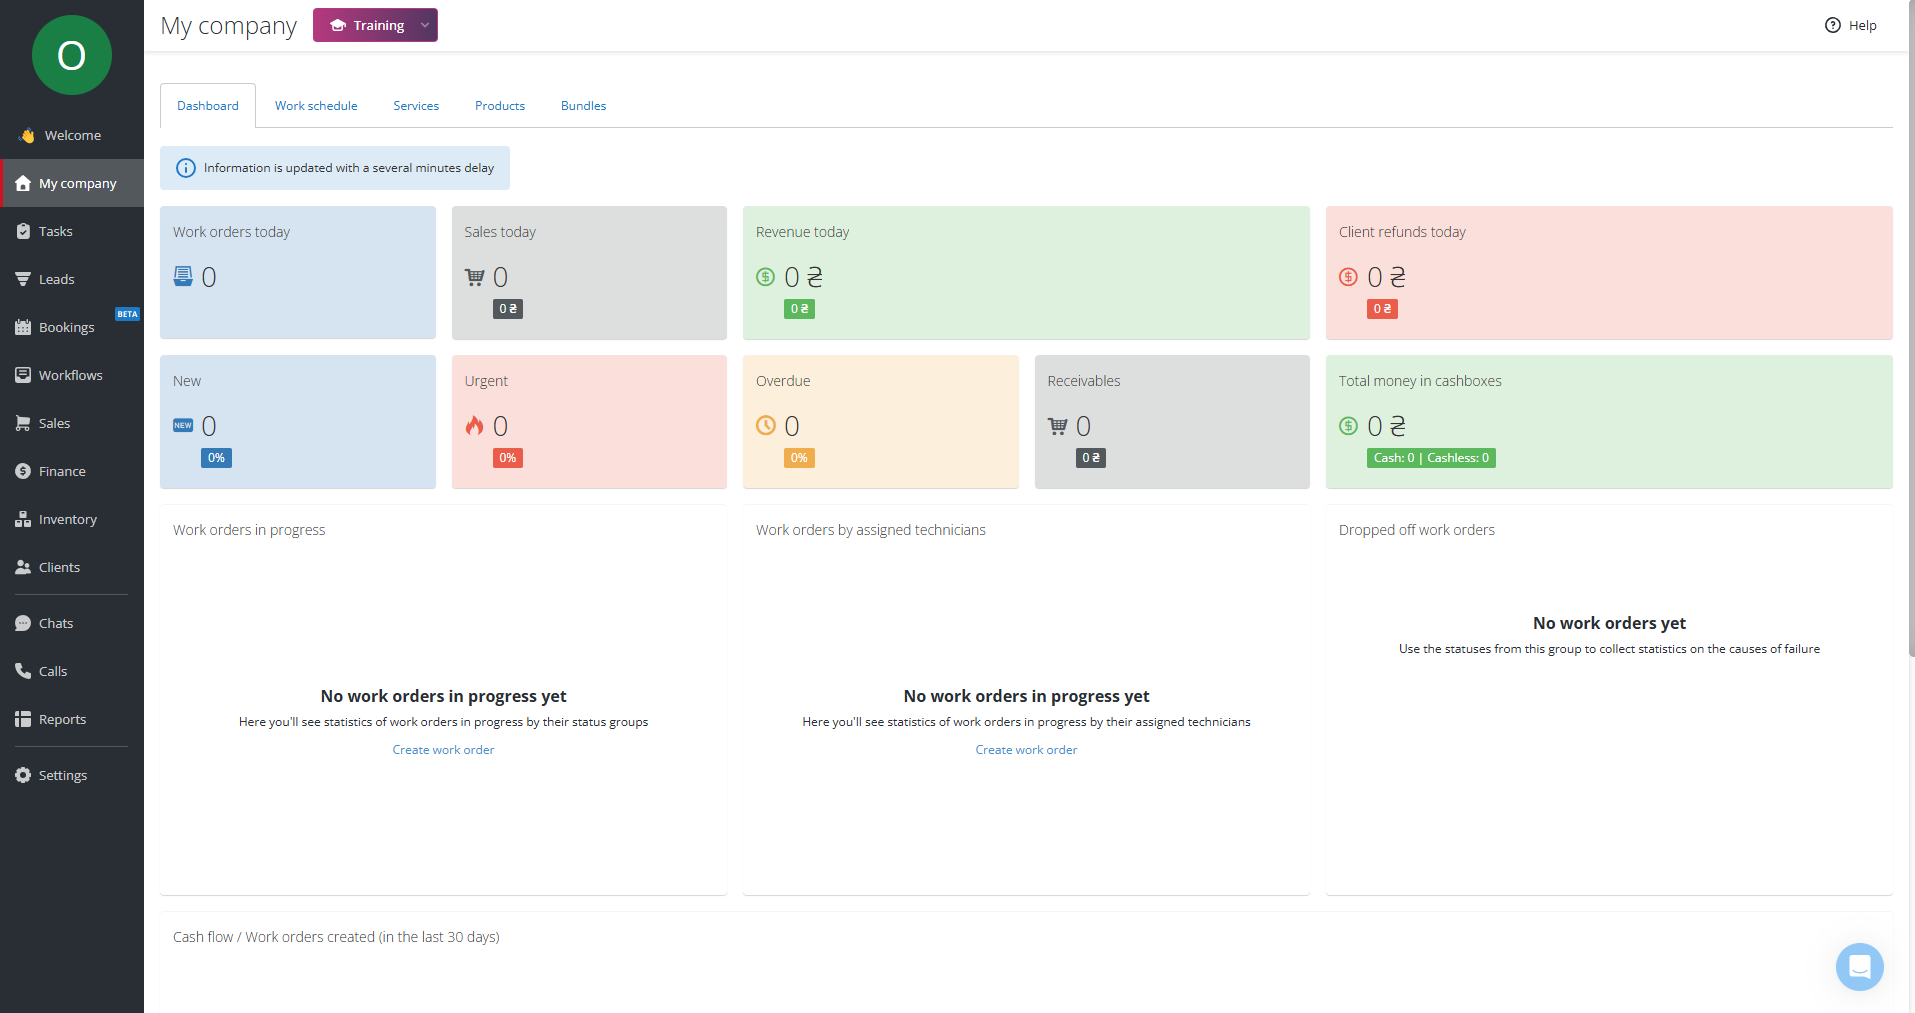 O
My company
Training
Help
Welcome
My company
Tasks
Leads
BETA
Bookings
Workflows
Sales
Finance
Inventory
Clients
Chats
Calls
Reports
Settings
Dashboard
Work schedule
Services
Products
Bundles
Information is updated with a several minutes delay
Work orders today
0
Sales today
0
0 ₴
Revenue today
0 ₴
0 ₴
Client refunds today
0 ₴
0 ₴
New
NEW 0
0%
Urgent
0
0%
Overdue
0
0%
Receivables
0
0 ₴
Total money in cashboxes
0 ₴
Cash: 0 | Cashless: 0
Work orders in progress
No work orders in progress yet
Here you'll see statistics of work orders in progress by their status groups
Create work order
Work orders by assigned technicians
No work orders in progress yet
Here you'll see statistics of work orders in progress by their assigned technicians
Create work order
Dropped off work orders
No work orders yet
Use the statuses from this group to collect statistics on the causes of failure
Cash flow / Work orders created (in the last 30 days)